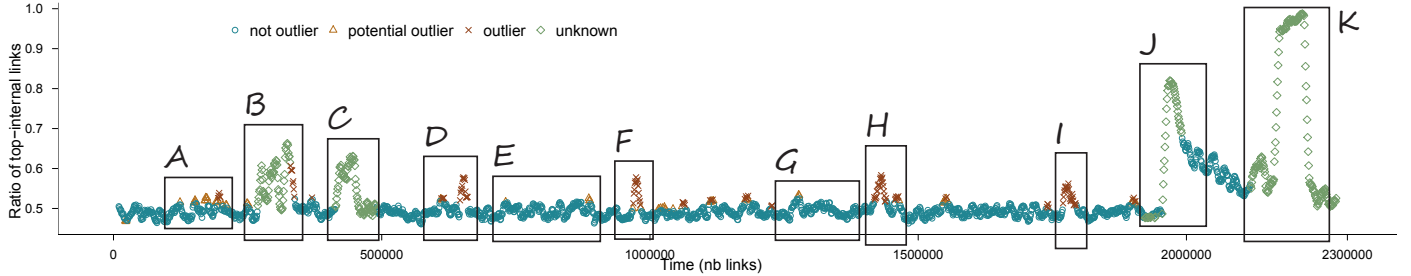 1.0
0.9
0.8
0.7
0.6
0.5
Ratio of top-internal links
not outlier potential outlier outlier unknown
A
B
C
D
E
F
G
H
I
J
K
0 500000 1000000 1500000 2000000 2300000
Time (nb links)